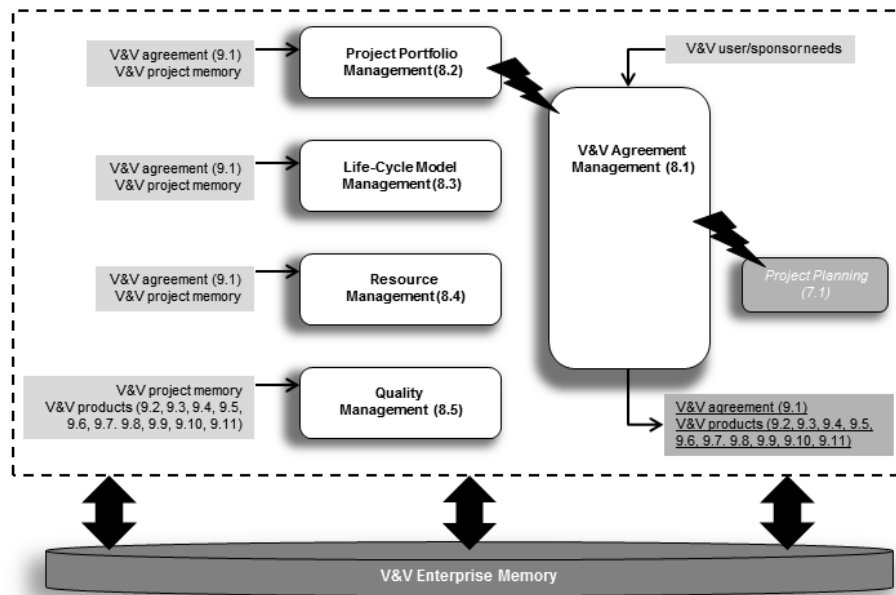 V&V agreement (9.1)
V&V project memory
Project Portfolio
Management (8.2)
V&V user/sponsor needs
V&V Agreement
Management (8.1)
V&V agreement (9.1)
V&V project memory
Life-Cycle Model
Management (8.3)
V&V agreement (9.1)
V&V project memory
Resource
Management (8.4)
Project Planning
(7.1)
V&V project memory
V&V products (9.2, 9.3, 9.4, 9.5,
9.6, 9.7. 9.8, 9.9, 9.10, 9.11)
Quality
Management (8.5)
V&V agreement (9.1)
V&V products (9.2, 9.3, 9.4, 9.5,
9.6, 9.7. 9.8, 9.9, 9.10, 9.11)
V&V Enterprise Memory